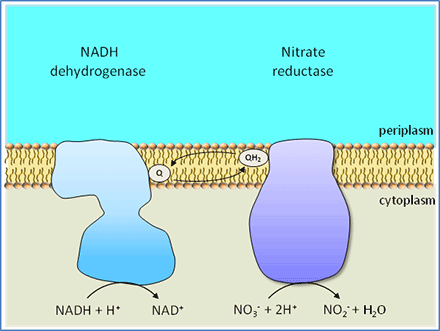 NADH
dehydrogenase
Nitrate
reductase
periplasm
Q
QH₂
cytoplasm
NADH + H⁺
NAD⁺
NO₃⁻ + 2H⁺
NO₂⁻ + H₂O